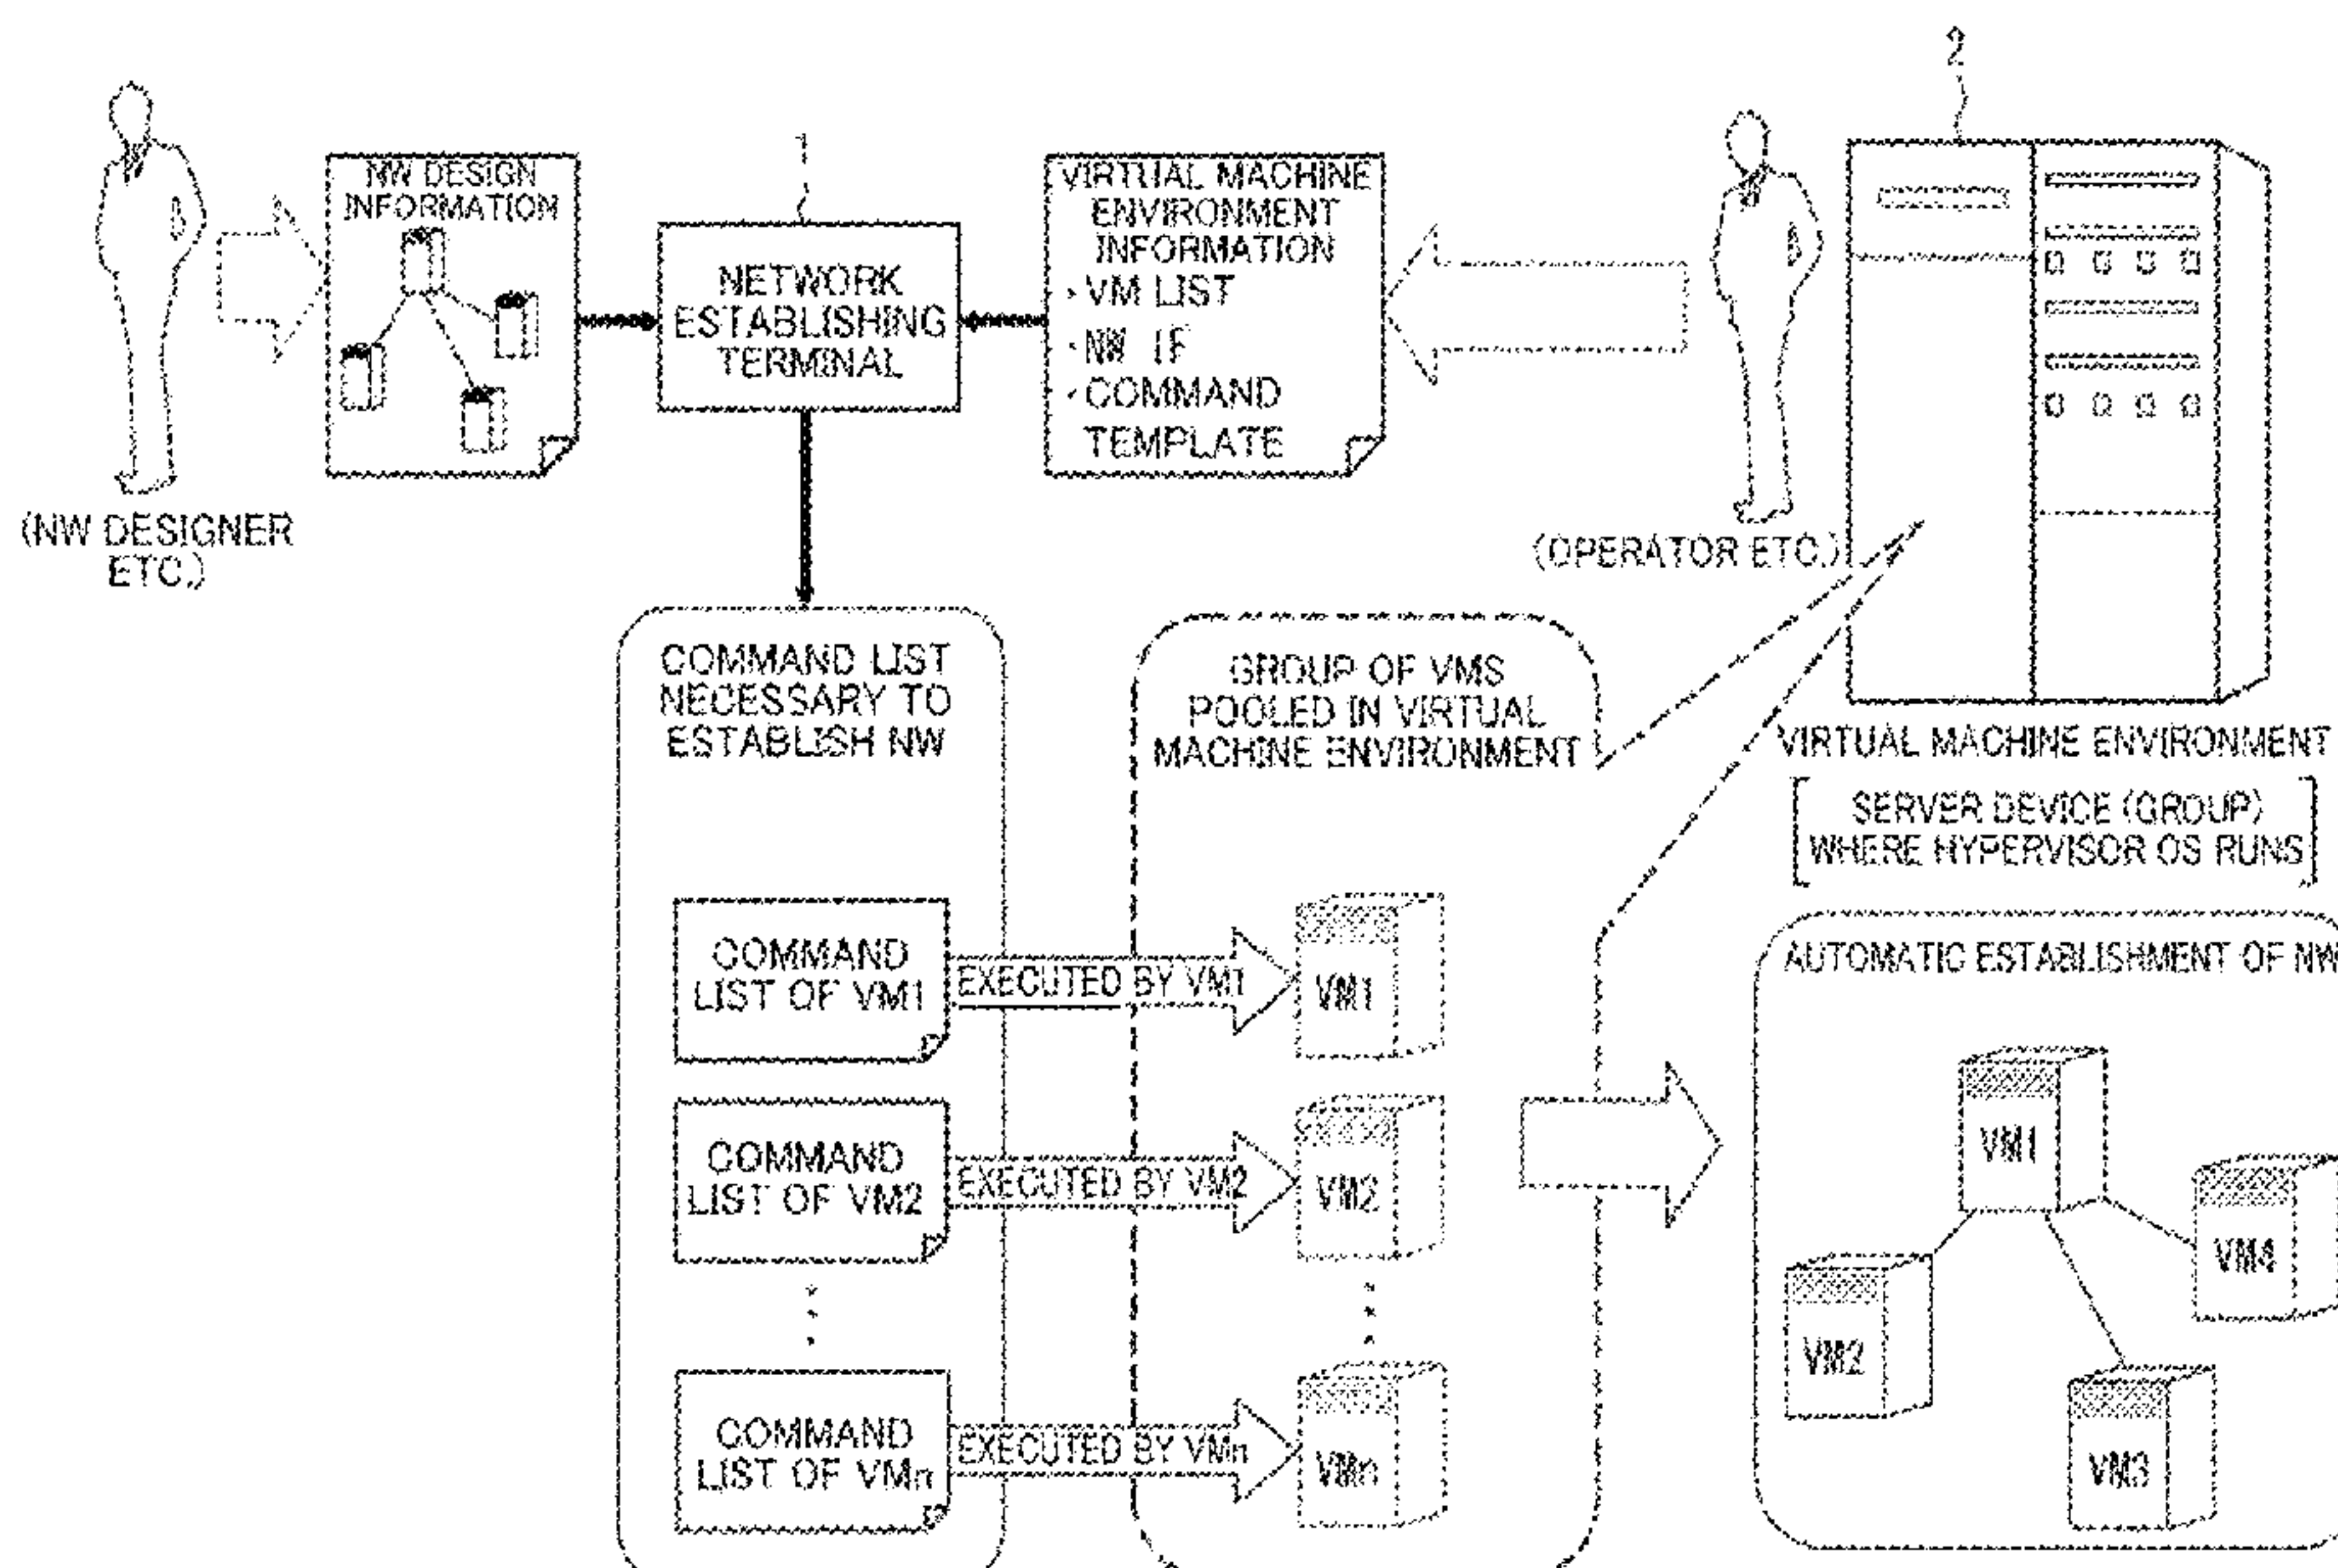 2
1
NW DESIGN
INFORMATION
NETWORK
ESTABLISHING
TERMINAL
VIRTUAL MACHINE
ENVIRONMENT
INFORMATION
・VM LIST
・NW IF
・COMMAND
TEMPLATE
(NW DESIGNER
ETC.)
(OPERATOR ETC.)
COMMAND LIST
NECESSARY TO
ESTABLISH NW
GROUP OF VMS
POOLED IN VIRTUAL
MACHINE ENVIRONMENT
VIRTUAL MACHINE ENVIRONMENT
[SERVER DEVICE (GROUP)
WHERE HYPERVISOR OS RUNS]
COMMAND
LIST OF VM1
EXECUTED BY VM1
VM1
COMMAND
LIST OF VM2
EXECUTED BY VM2
VM2
COMMAND
LIST OF VMn
EXECUTED BY VMn
VMn
AUTOMATIC ESTABLISHMENT OF NW
VM1
VM4
VM2
VM3